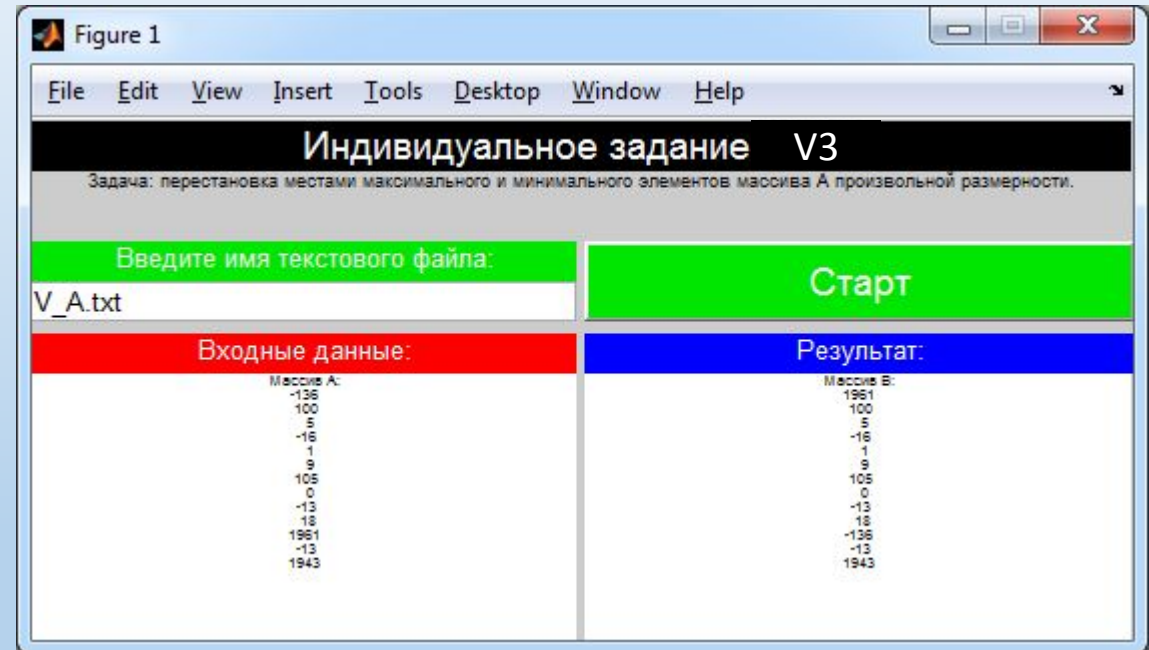 Figure 1
File Edit View Insert Tools Desktop Window Help
Индивидуальное задание V3
Задача: перестановка местами максимального и минимального элементов массива А произвольной размерности.
Введите имя текстового файла:
V_A.txt
Старт
Входные данные:
Массив А:
-136
100
5
-16
1
9
105
0
-13
18
1961
-13
1943
Результат:
Массив В:
1961
100
5
-16
1
9
105
0
-13
18
-136
-13
1943